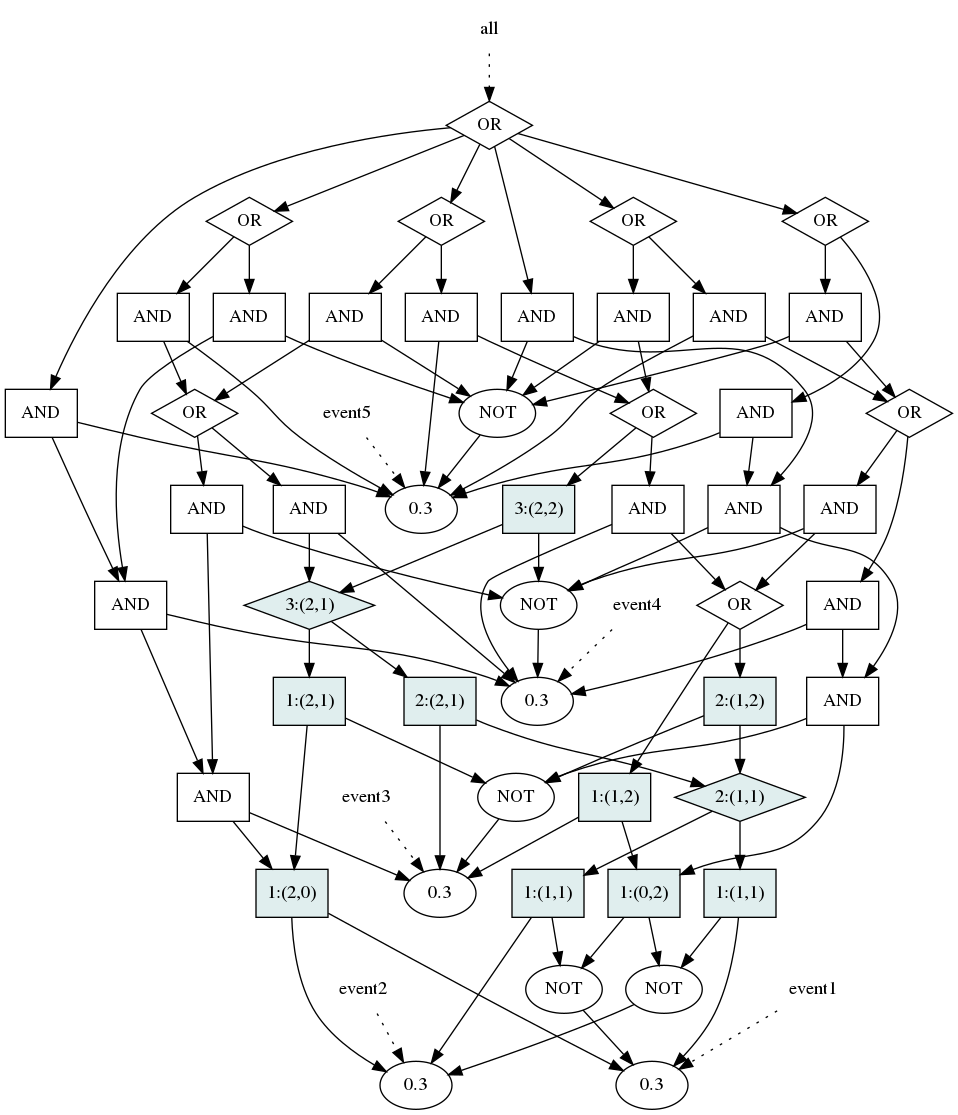 all
OR
OR
OR
OR
OR
AND
AND
AND
AND
AND
AND
AND
AND
AND
OR
event5
NOT
OR
AND
OR
AND
AND
0.3
3:(2,2)
AND
AND
AND
AND
3:(2,1)
NOT
event4
OR
AND
1:(2,1)
2:(2,1)
0.3
2:(1,2)
AND
AND
event3
NOT
1:(1,2)
2:(1,1)
1:(2,0)
0.3
1:(1,1)
1:(0,2)
1:(1,1)
event2
NOT
NOT
event1
0.3
0.3